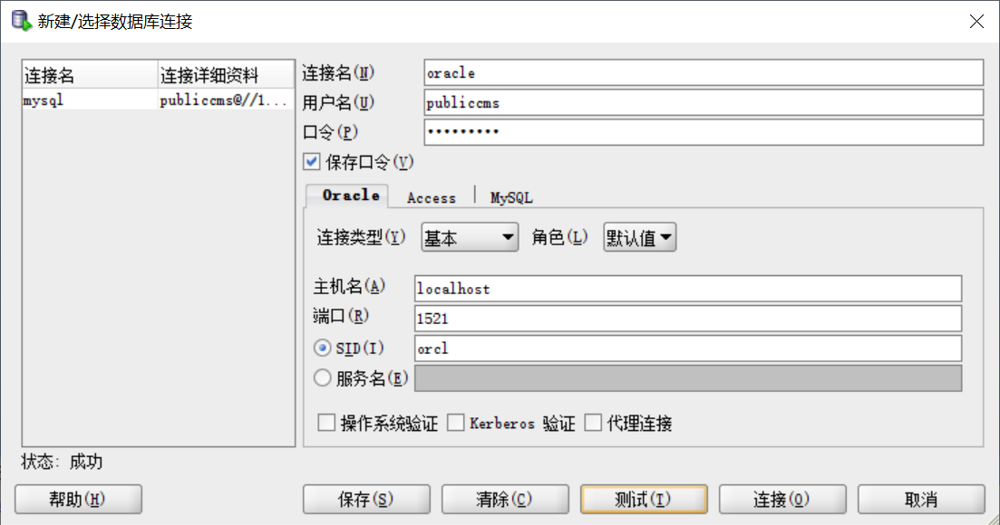 新建/选择数据库连接
连接名 连接详细资料
mysql publiccms@//1...
连接名(N) oracle
用户名(U) publiccms
口令(P) •••••••••
保存口令(V)
Oracle Access MySQL
连接类型(Y) 基本 角色(L) 默认值
主机名(A) localhost
端口(R) 1521
SID(I) orcl
服务名(E)
操作系统验证 Kerberos 验证 代理连接
状态: 成功
帮助(H) 保存(S) 清除(C) 测试(T) 连接(O) 取消